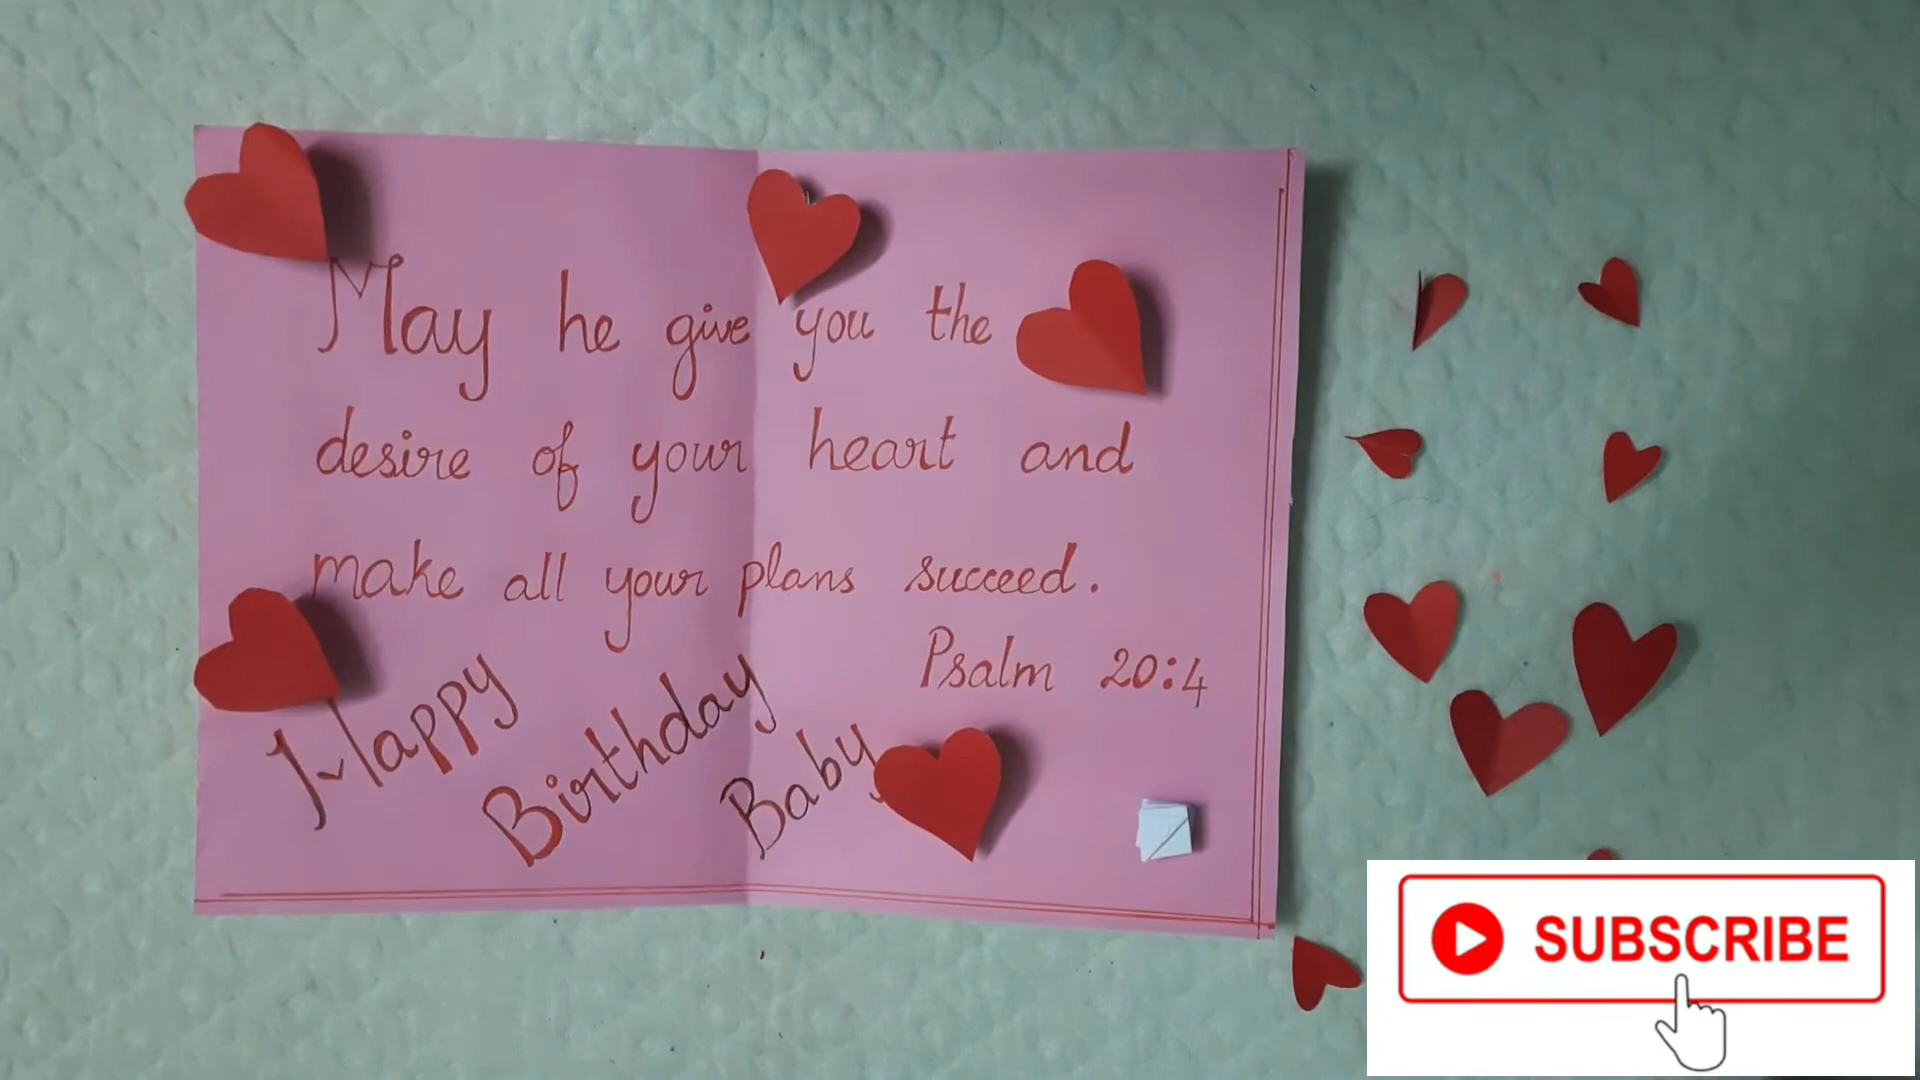 May he give you the
desire of your heart and
make all your plans succeed.
Psalm 20:4
Happy
Birthday
Baby
SUBSCRIBE